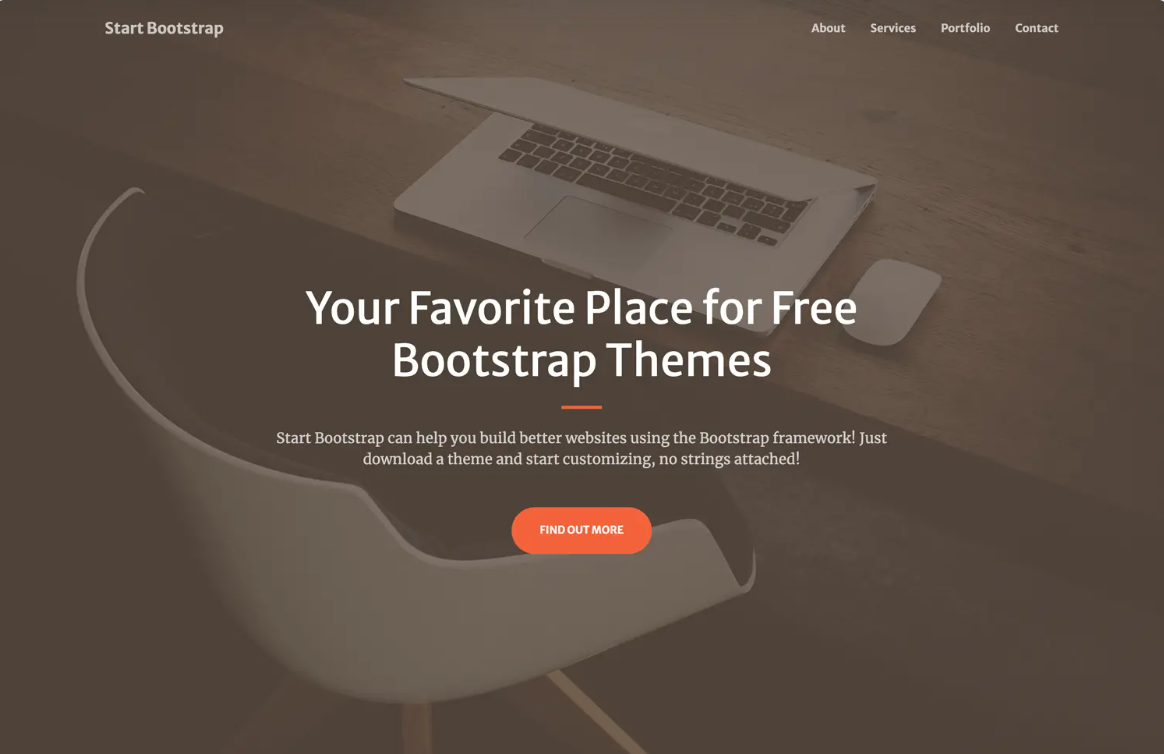 Start Bootstrap
About Services Portfolio Contact
Your Favorite Place for Free
Bootstrap Themes
Start Bootstrap can help you build better websites using the Bootstrap framework! Just
download a theme and start customizing, no strings attached!
FIND OUT MORE